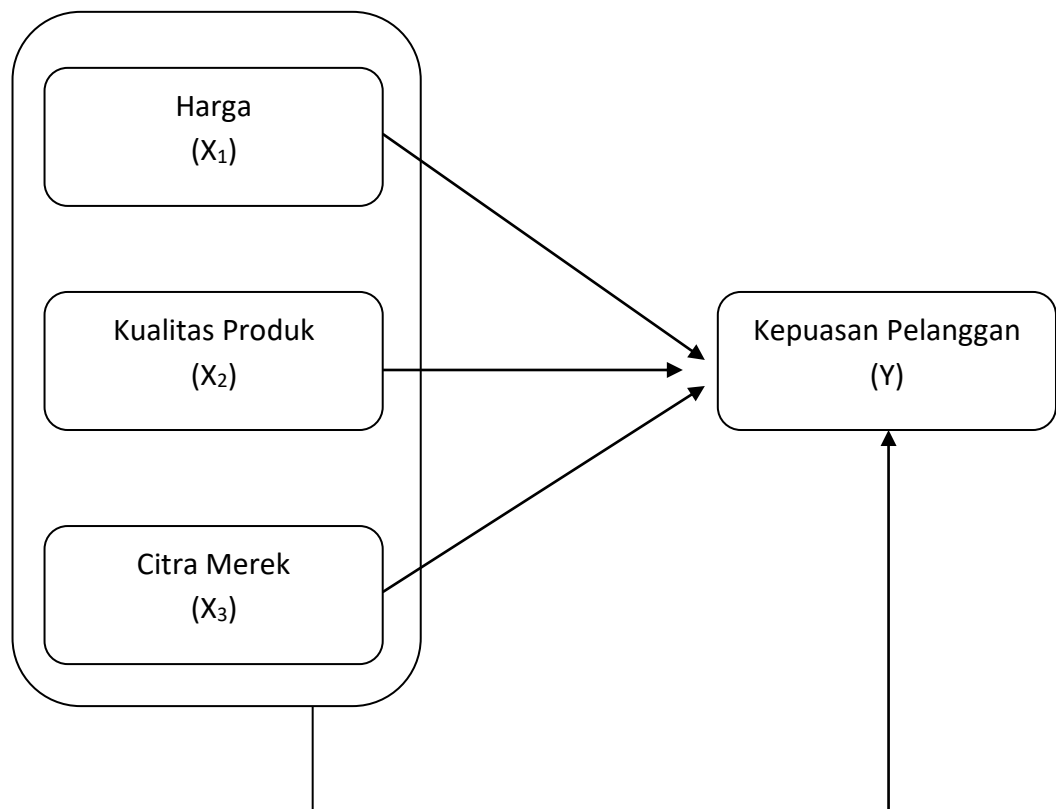 Harga
(X₁)
Kualitas Produk
(X₂)
Citra Merek
(X₃)
Kepuasan Pelanggan
(Y)